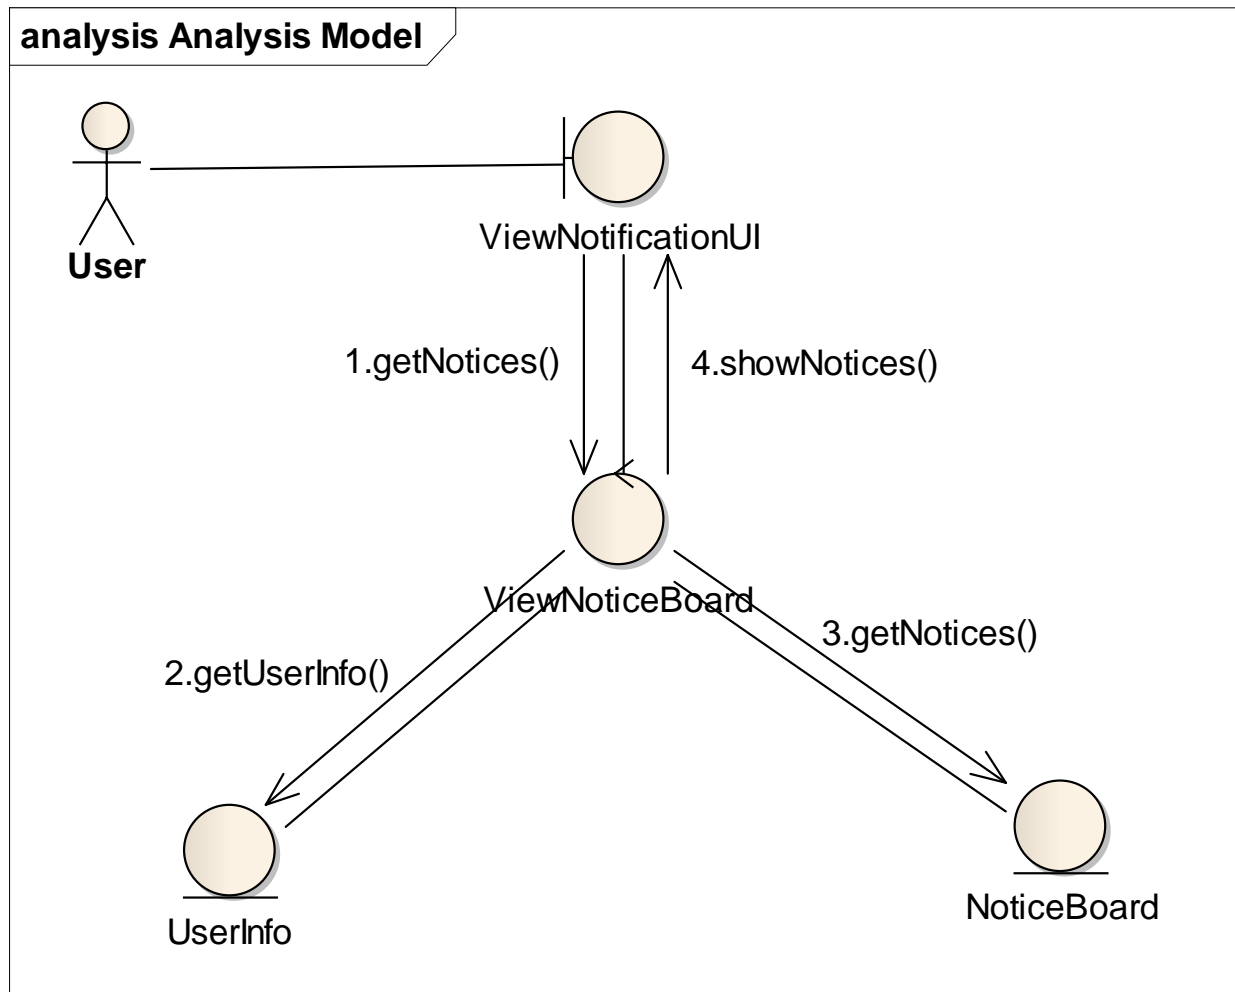 analysis Analysis Model
User
ViewNotificationUI
1.getNotices()
4.showNotices()
ViewNoticeBoard
2.getUserInfo()
3.getNotices()
UserInfo
NoticeBoard